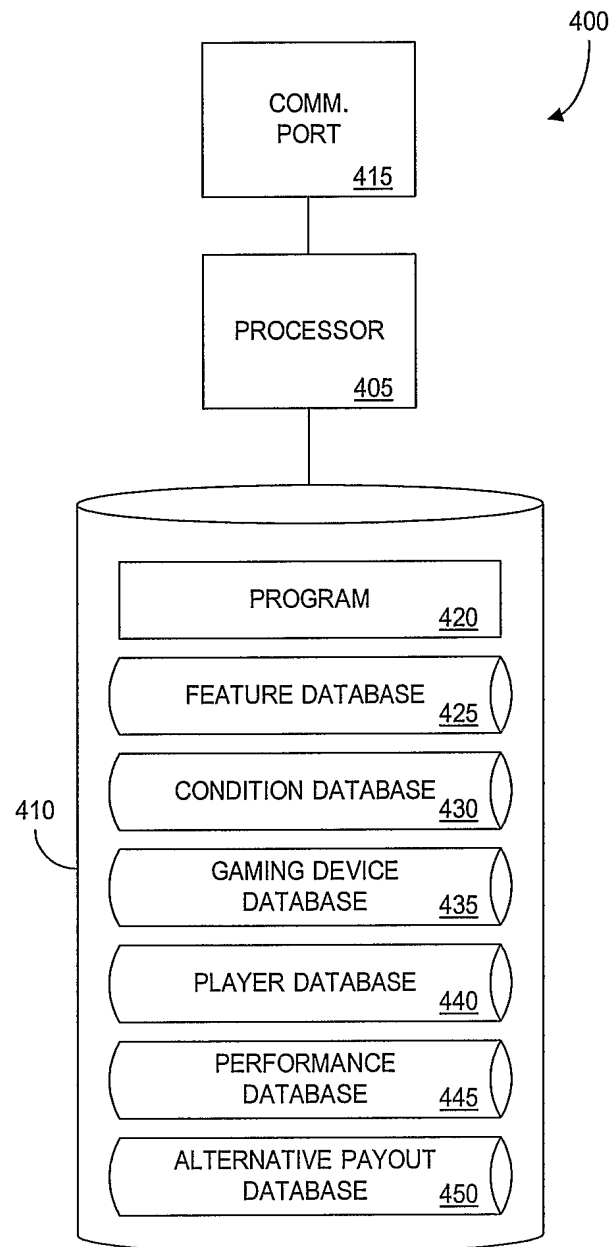 400
COMM.
PORT
415
PROCESSOR
405
PROGRAM
420
FEATURE DATABASE
425
CONDITION DATABASE
430
410
GAMING DEVICE
DATABASE
435
PLAYER DATABASE
440
PERFORMANCE
DATABASE
445
ALTERNATIVE PAYOUT
DATABASE
450